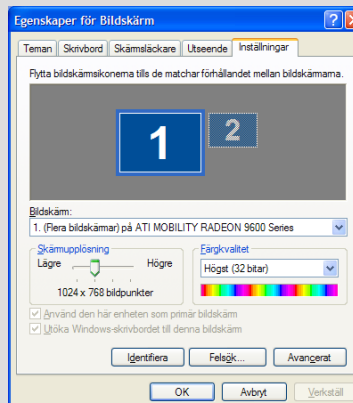 Egenskaper för Bildskärm
Teman Skrivbord Skärmsläckare Utseende Inställningar
Flytta bildskärmsikonerna tills de matchar förhållandet mellan bildskärmarna.
1 2
Bildskärm:
1. (Flera bildskärmar) på ATI MOBILITY RADEON 9600 Series
Skärmupplösning Färgkvalitet
Lägre Högre Högst (32 bitar)
1024 x 768 bildpunkter
Använd den här enheten som primär bildskärm
Utöka Windows-skrivbordet till denna bildskärm
Identifiera Felsök... Avancerat
OK Avbryt Verkställ